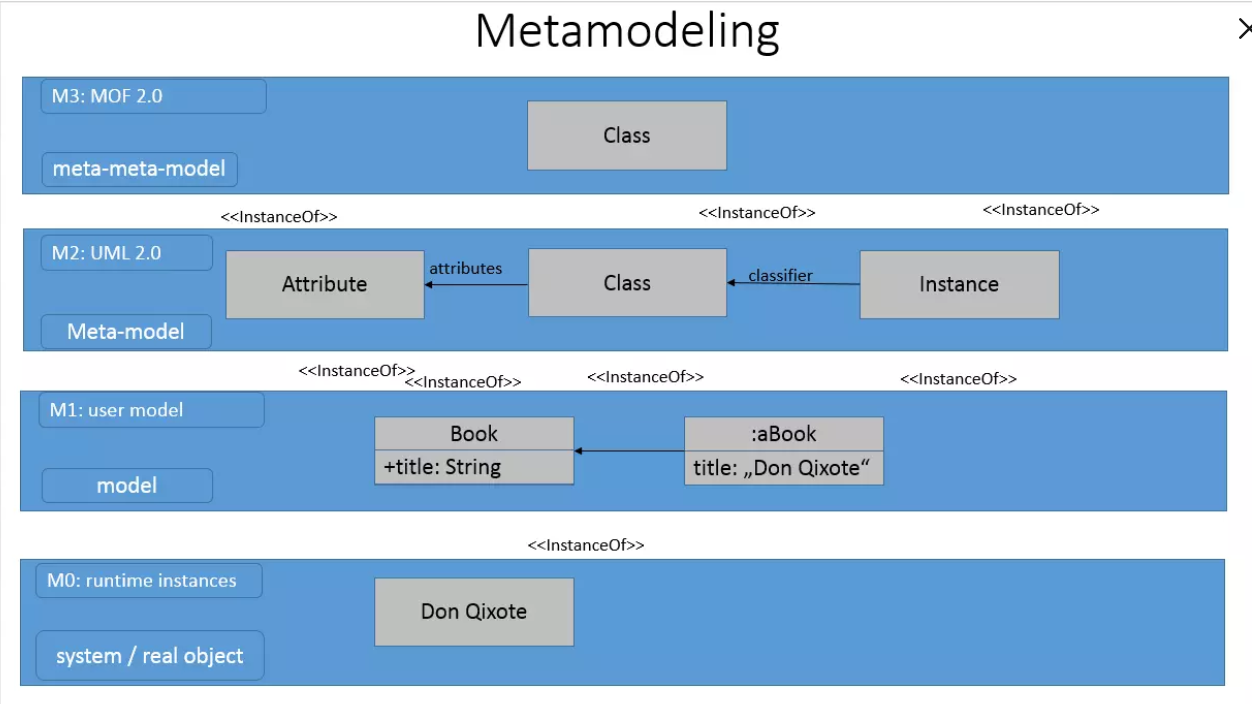 Metamodeling
M3: MOF 2.0
Class
meta-meta-model
<<InstanceOf>>
<<InstanceOf>>
<<InstanceOf>>
M2: UML 2.0
Attribute
attributes
Class
classifier
Instance
Meta-model
<<InstanceOf>>
<<InstanceOf>>
<<InstanceOf>>
<<InstanceOf>>
M1: user model
Book
:aBook
+title: String
title: „Don Qixote“
model
<<InstanceOf>>
M0: runtime instances
Don Qixote
system / real object